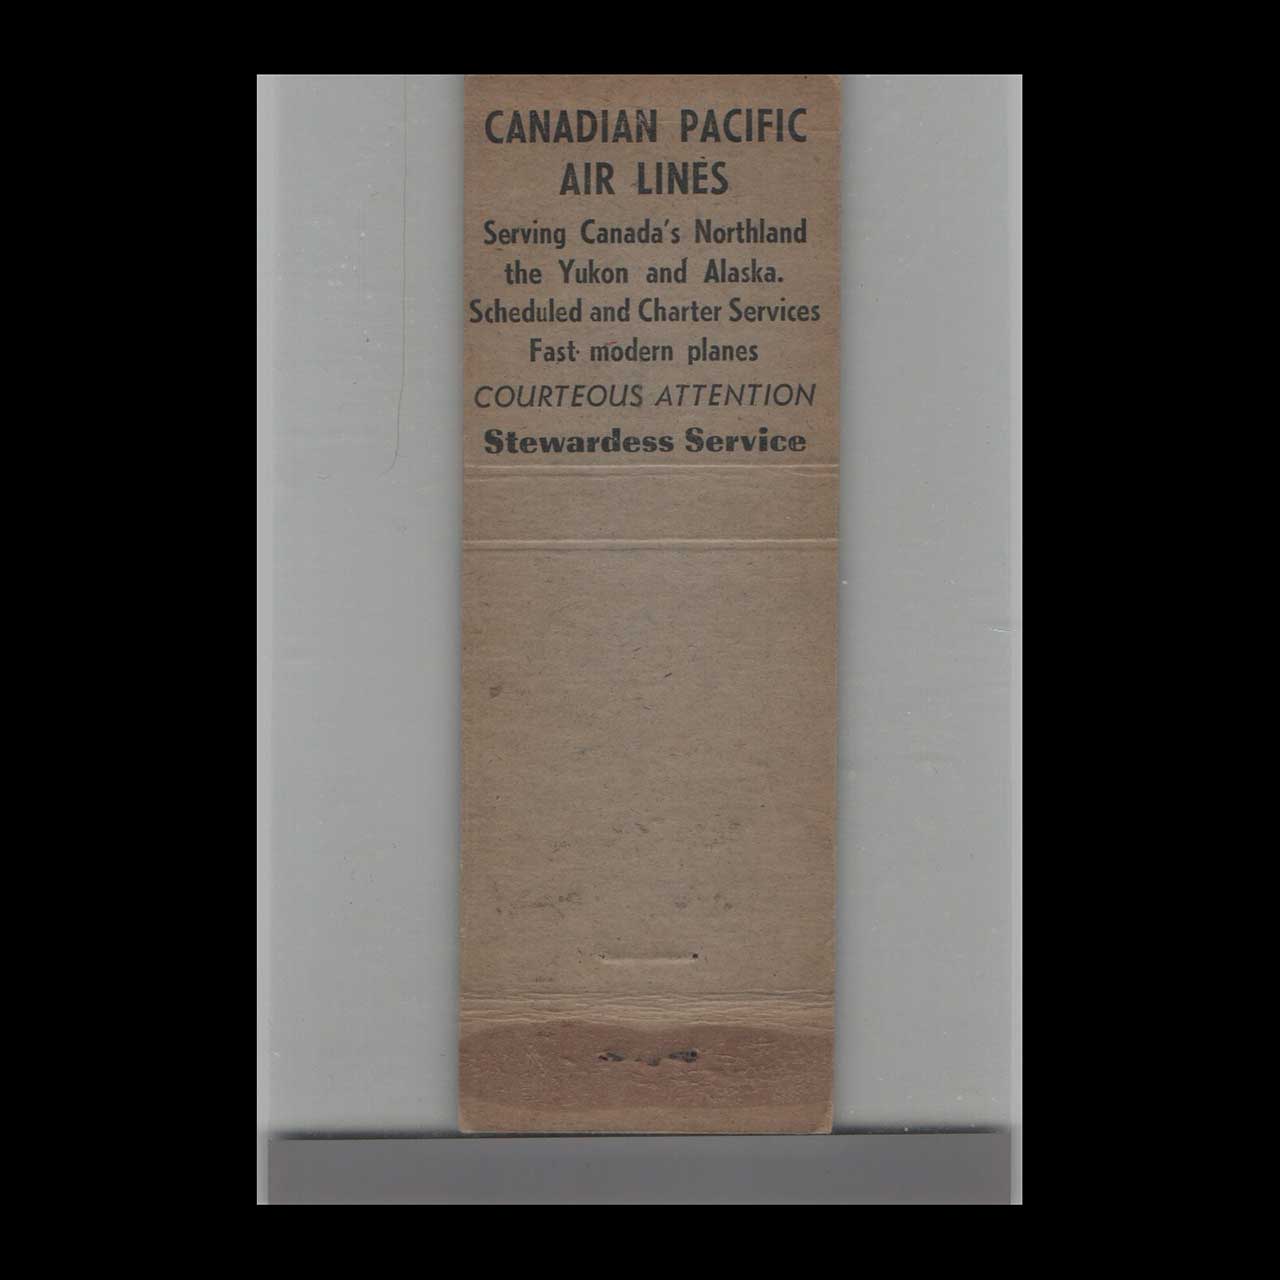 CANADIAN PACIFIC
AIR LINES
Serving Canada's Northland
the Yukon and Alaska.
Scheduled and Charter Services
Fast modern planes
COURTEOUS ATTENTION
Stewardess Service